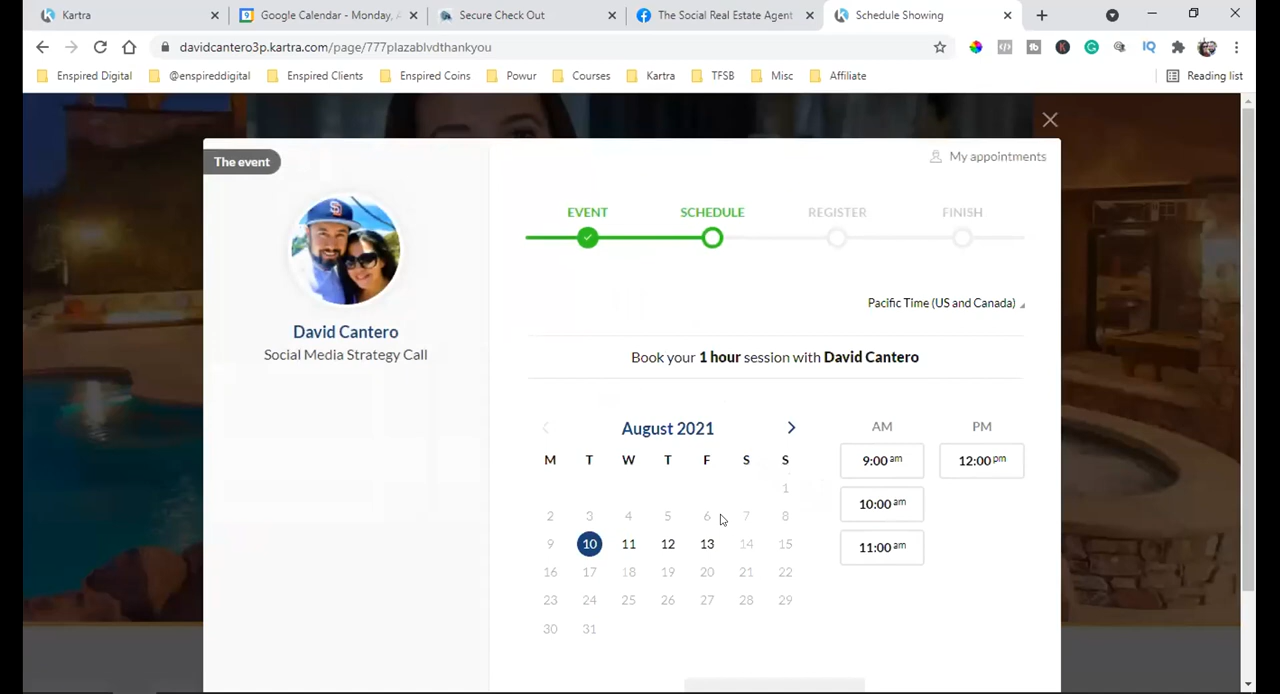 Kartra
Google Calendar - Monday, A
Secure Check Out
The Social Real Estate Agent
Schedule Showing
davidcantero3p.kartra.com/page/777plazablvdthankyou
Enspired Digital
@enspireddigital
Enspired Clients
Enspired Coins
Powur
Courses
Kartra
TFSB
Misc
Affiliate
Reading list
The event
My appointments
David Cantero
Social Media Strategy Call
EVENT SCHEDULE REGISTER FINISH
Pacific Time (US and Canada)
Book your 1 hour session with David Cantero
August 2021
M T W T F S S
1
2 3 4 5 6 7 8
9 10 11 12 13 14 15
16 17 18 19 20 21 22
23 24 25 26 27 28 29
30 31
AM PM
9:00 am 12:00 pm
10:00 am
11:00 am